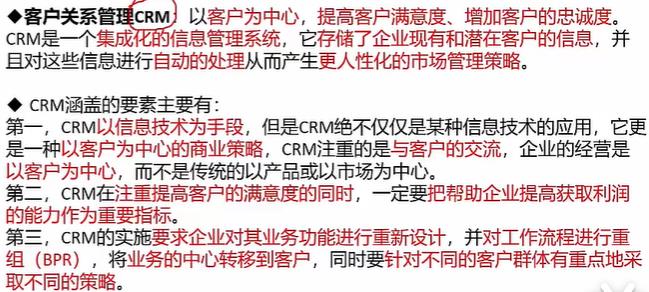 ◆客户关系管理CRM：以客户为中心，提高客户满意度、增加客户的忠诚度。
CRM是一个集成化的信息管理系统，它存储了企业现有和潜在客户的信息，并
且对这些信息进行自动的处理从而产生更人性化的市场管理策略。
◆ CRM涵盖的要素主要有：
第一，CRM以信息技术为手段，但是CRM绝不仅仅是某种信息技术的应用，它更
是一种以客户为中心的商业策略，CRM注重的是与客户的交流，企业的经营是
以客户为中心，而不是传统的以产品或以市场为中心。
第二，CRM在注重提高客户的满意度的同时，一定要把帮助企业提高获取利润
的能力作为重要指标。
第三，CRM的实施要求企业对其业务功能进行重新设计，并对工作流程进行重
组（BPR），将业务的中心转移到客户，同时要针对不同的客户群体有重点地采
取不同的策略。